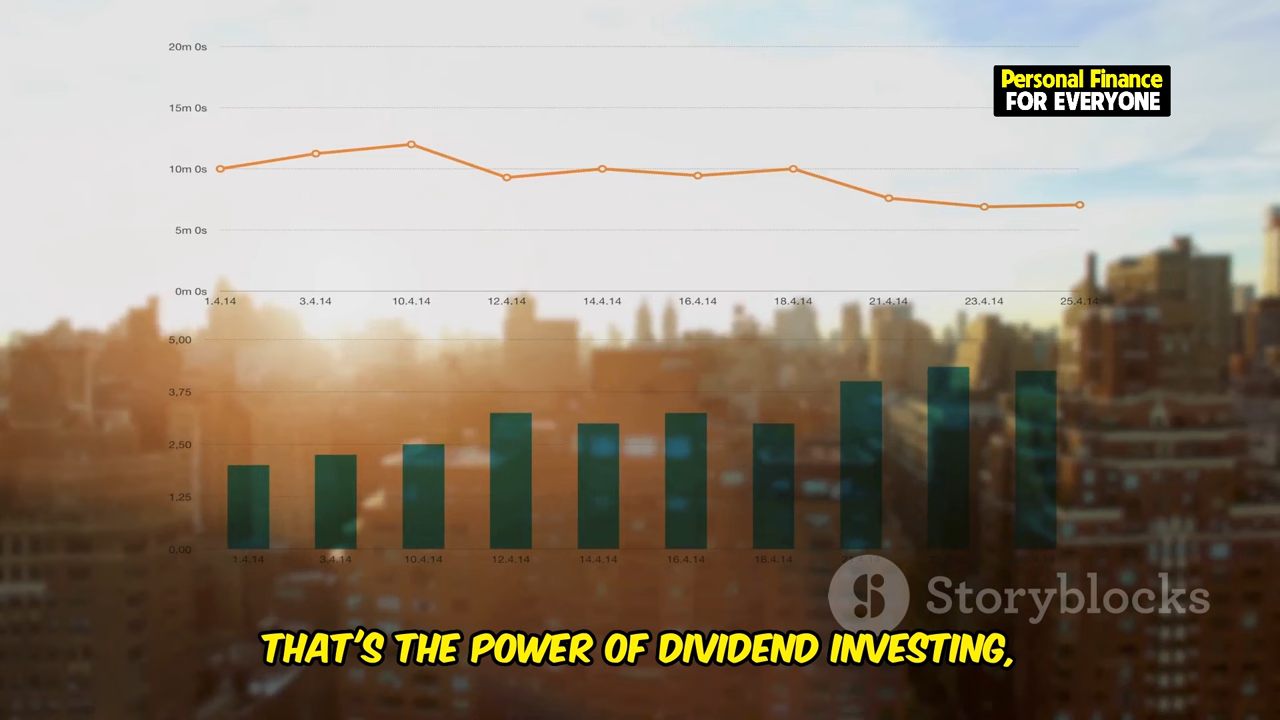 20m 0s
Personal Finance
FOR EVERYONE
15m 0s
10m 0s
5m 0s
0m 0s
1.4.14 3.4.14 10.4.14 12.4.14 14.4.14 16.4.14 18.4.14 21.4.14 23.4.14 25.4.14
5,00
3,75
2,50
1,25
0,00
1.4.14 3.4.14 10.4.14 12.4.14 14.4.14 16.4.14 18.4.14
Storyblocks
THAT'S THE POWER OF DIVIDEND INVESTING,